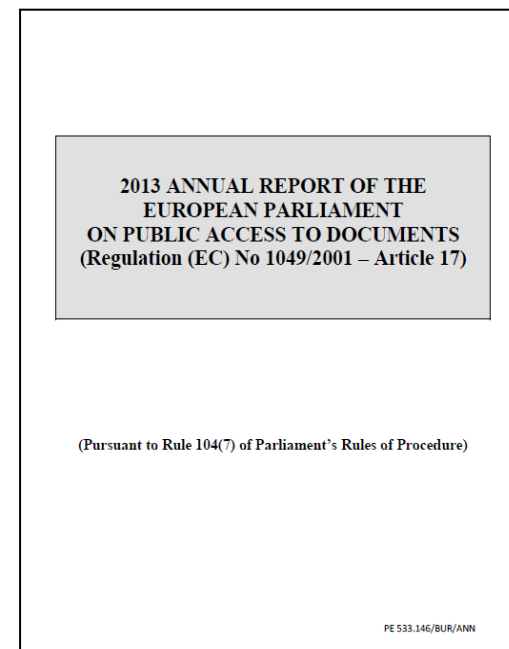 2013 ANNUAL REPORT OF THE
EUROPEAN PARLIAMENT
ON PUBLIC ACCESS TO DOCUMENTS
(Regulation (EC) No 1049/2001 – Article 17)
(Pursuant to Rule 104(7) of Parliament's Rules of Procedure)
PE 533.146/BUR/ANN